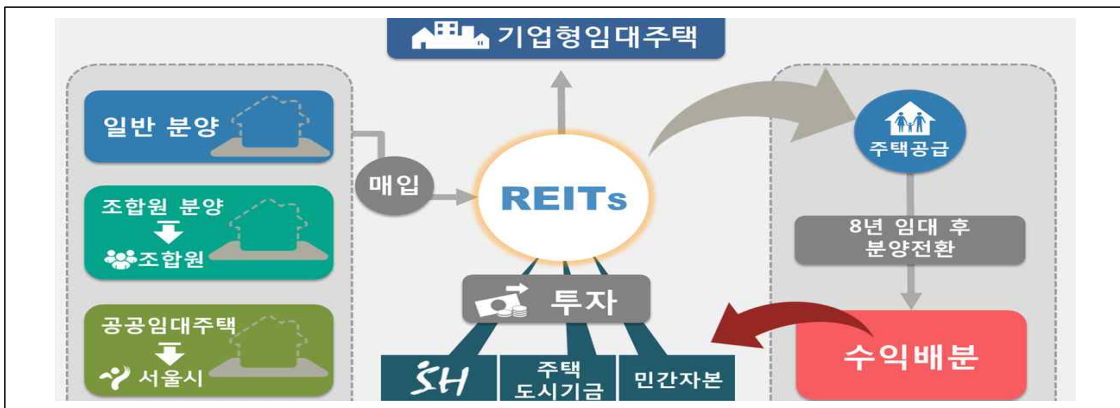 기업형임대주택
일반 분양
조합원 분양
조합원
공공임대주택
서울시
매입
REITs
투자
SH
주택
도시기금
민간자본
주택공급
8년 임대 후
분양전환
수익배분